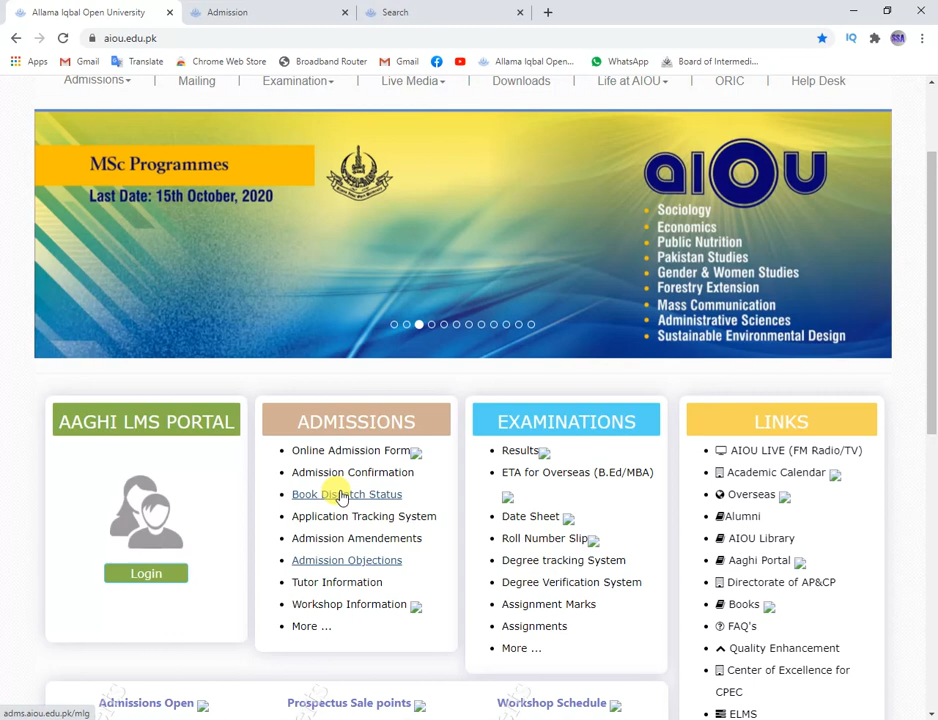 Allama Iqbal Open University
Admission
Search
aiou.edu.pk
IQ
SSA
Apps
Gmail
Translate
Chrome Web Store
Broadband Router
Gmail
Allama Iqbal Open...
WhatsApp
Board of Intermedi...
Admissions
Mailing
Examination
Live Media
Downloads
Life at AIOU
ORIC
Help Desk
MSc Programmes
Last Date: 15th October, 2020
aiou
Sociology
Economics
Public Nutrition
Pakistan Studies
Gender & Women Studies
Forestry Extension
Mass Communication
Administrative Sciences
Sustainable Environmental Design
AAGHI LMS PORTAL
Login
ADMISSIONS
Online Admission Form
Admission Confirmation
Book Dispatch Status
Application Tracking System
Admission Amendements
Admission Objections
Tutor Information
Workshop Information
More ...
EXAMINATIONS
Results
ETA for Overseas (B.Ed/MBA)
Date Sheet
Roll Number Slip
Degree tracking System
Degree Verification System
Assignment Marks
Assignments
More ...
LINKS
AIOU LIVE (FM Radio/TV)
Academic Calendar
Overseas
Alumni
AIOU Library
Aaghi Portal
Directorate of AP&CP
Books
FAQ's
Quality Enhancement
Center of Excellence for
CPEC
ELMS
Admissions Open
Prospectus Sale points
Workshop Schedule
adms.aiou.edu.pk/mlg